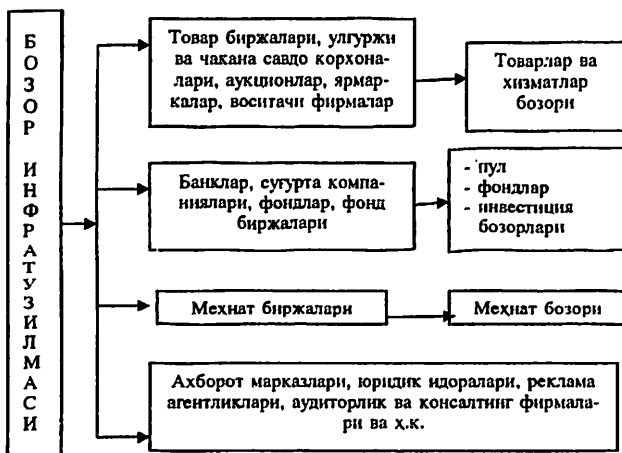 БОЗОР ИНФРАТУЗИЛМАСИ
Товар биржалари, улгуржи
ва чакана савдо корхона-
лари, аукционлар, ярмар-
калар, воситачи фирмалар
Товарлар ва
хизматлар
бозори
Банклар, суғурта компа-
ниялари, фондлар, фонд
биржалари
- пул
- фондлар
- инвестиция
бозорлари
Меҳнат биржалари
Меҳнат бозори
Ахборот марказлари, юридик идоралари, реклама
агентликлари, аудиторлик ва консалтинг фирмала-
ри ва ҳ.к.